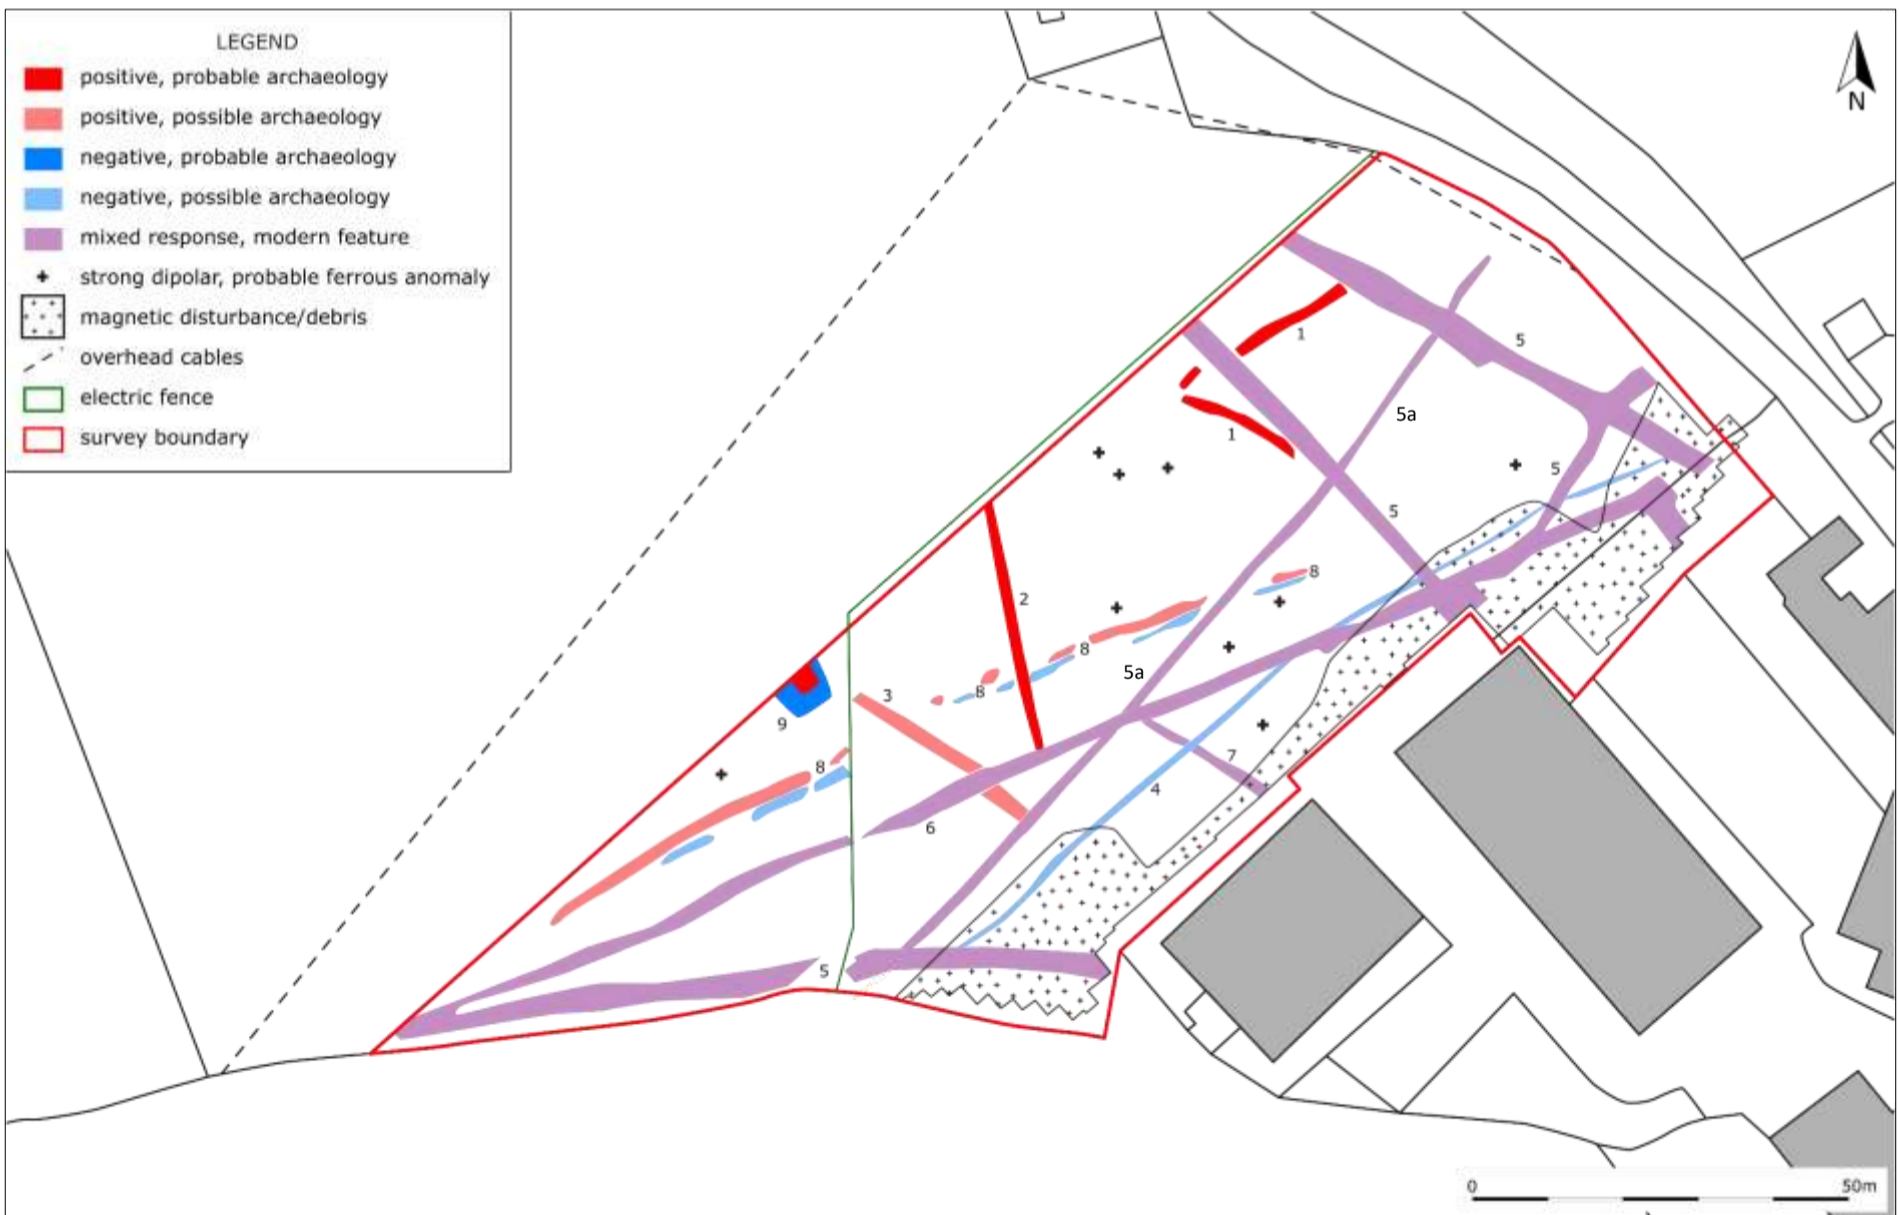 LEGEND
positive, probable archaeology
positive, possible archaeology
negative, probable archaeology
negative, possible archaeology
mixed response, modern feature
strong dipolar, probable ferrous anomaly
magnetic disturbance/debris
overhead cables
electric fence
survey boundary
N
1
5
5a
1
5
5
8
2
8
5a
8
3
9
8
7
4
6
5
0 50m